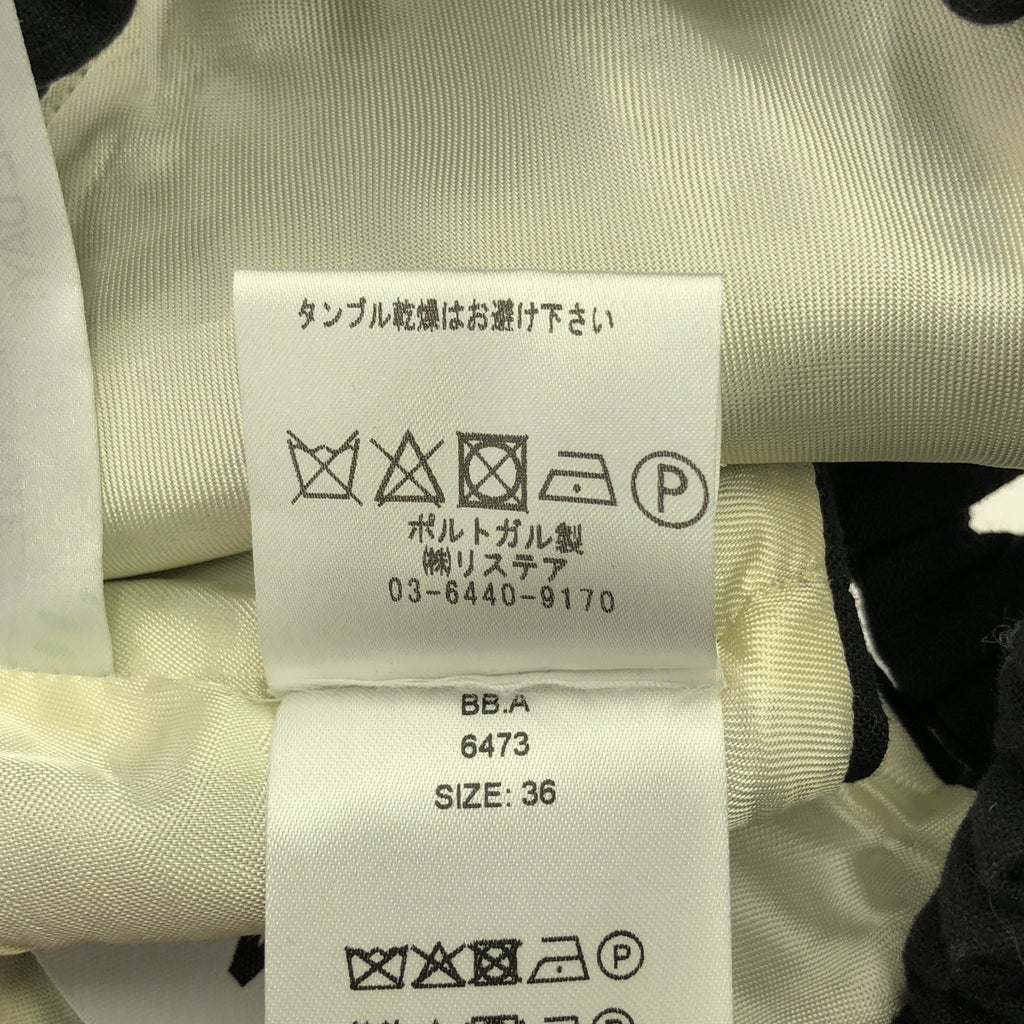 タンブル乾燥はお避け下さい
P
ポルトガル製
㈱リステア
03-6440-9170
BB.A
6473
SIZE: 36
P